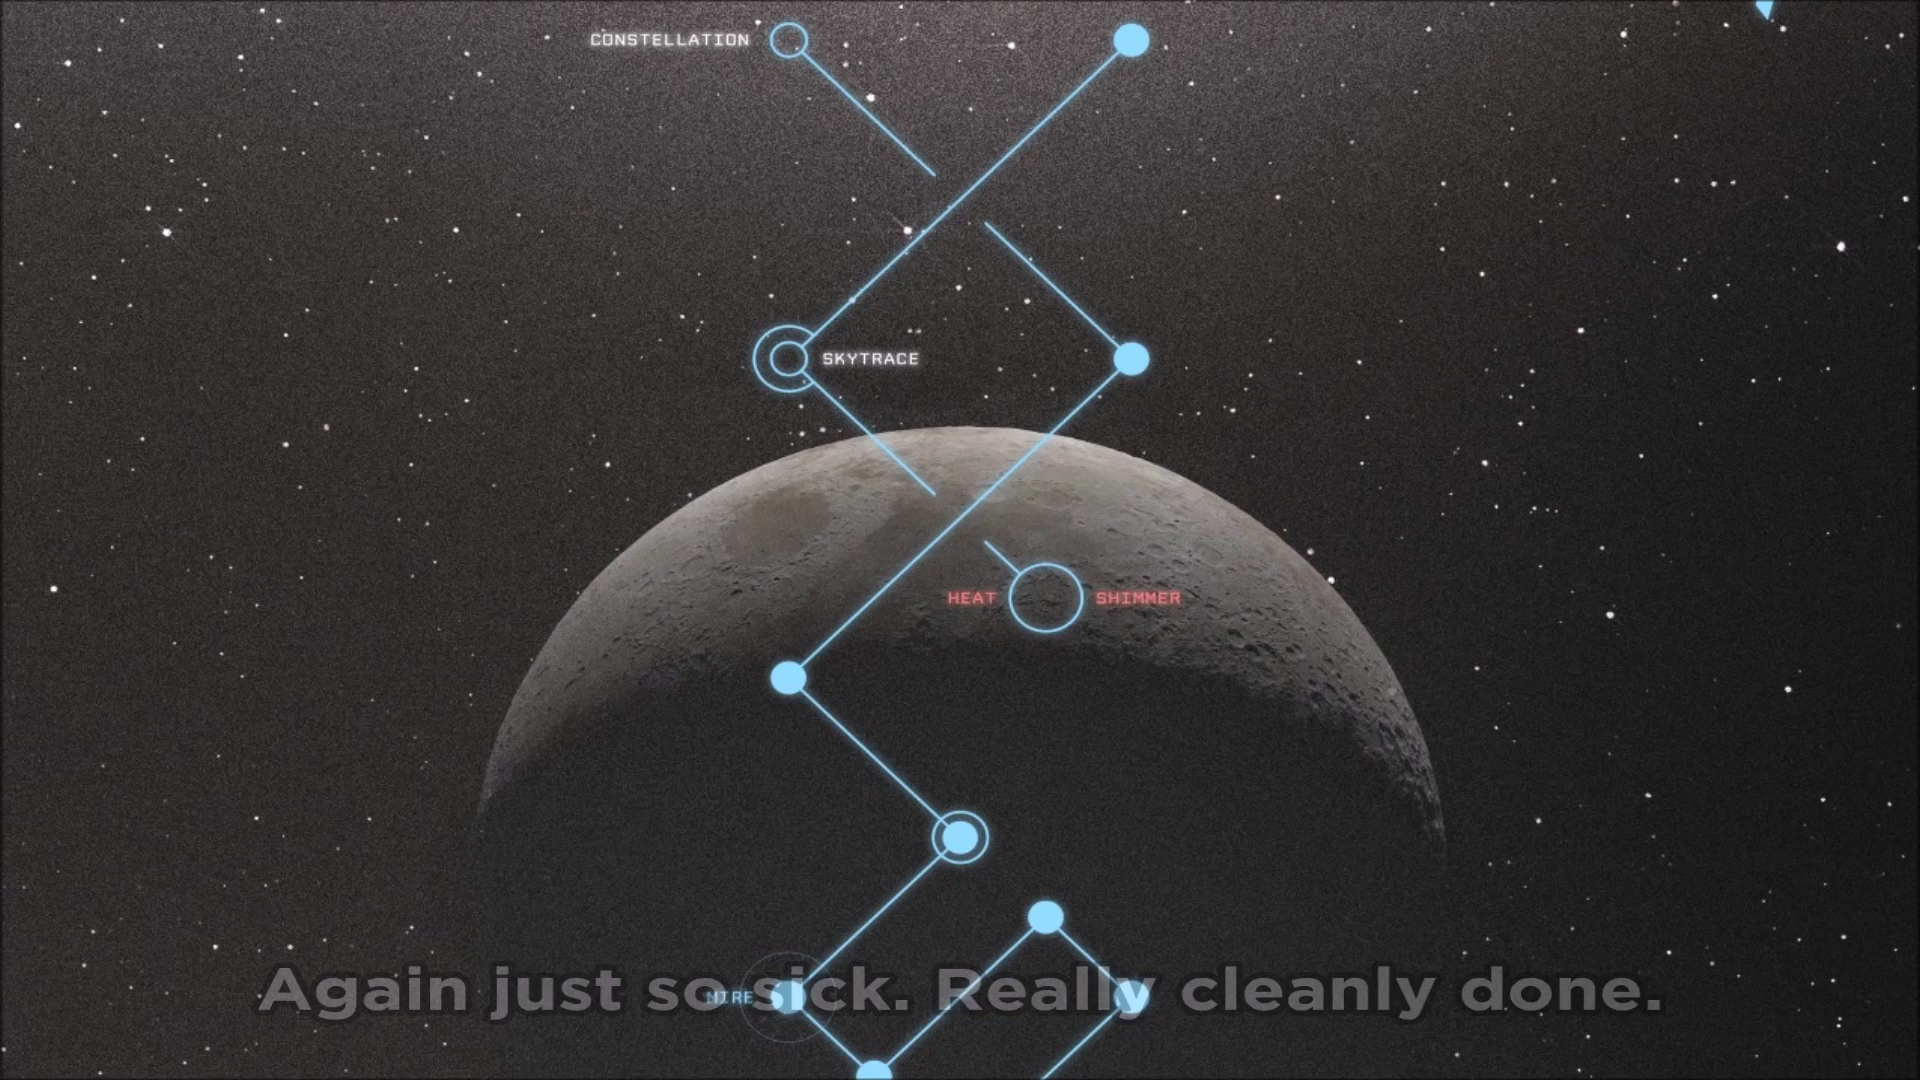 CONSTELLATION
SKYTRACE
HEAT SHIMMER
Again just so sick. Really cleanly done.